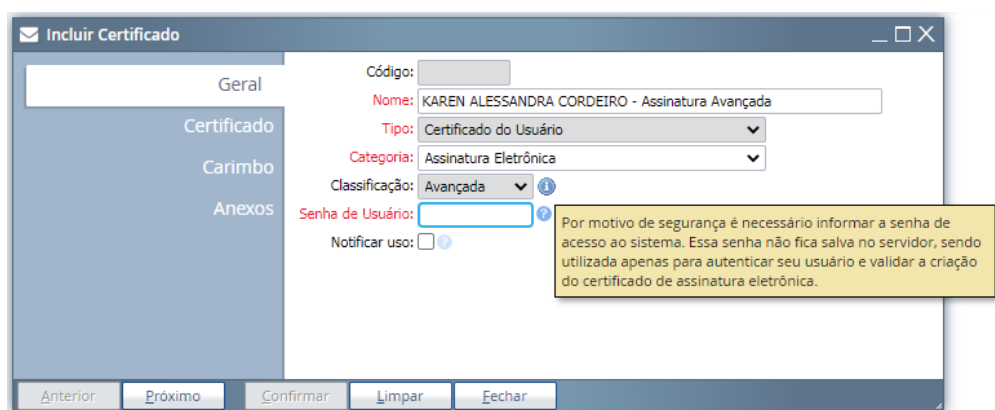 Incluir Certificado
Geral
Certificado
Carimbo
Anexos
Código:
Nome: KAREN ALESSANDRA CORDEIRO - Assinatura Avançada
Tipo: Certificado do Usuário
Categoria: Assinatura Eletrônica
Classificação: Avançada
Senha de Usuário:
Notificar uso:
Por motivo de segurança é necessário informar a senha de
acesso ao sistema. Essa senha não fica salva no servidor, sendo
utilizada apenas para autenticar seu usuário e validar a criação
do certificado de assinatura eletrônica.
Anterior Próximo Confirmar Limpar Fechar